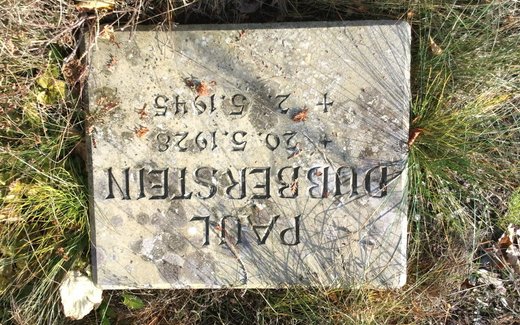 PAUL
DUBBERSTEIN
* 20.5.1928
† 2.5.1945